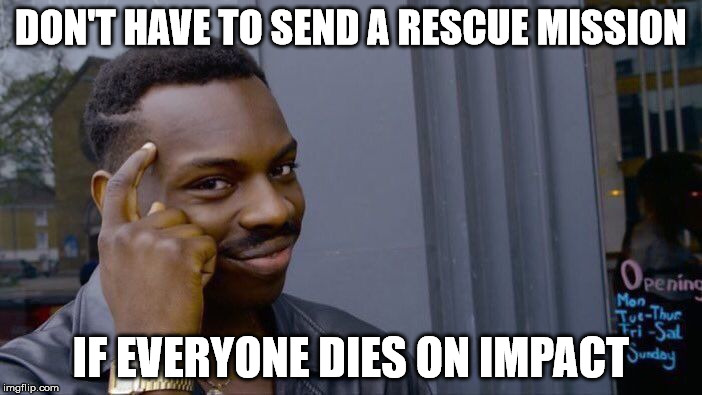 DON'T HAVE TO SEND A RESCUE MISSION
Opening
Mon
Tue-Thur
Fri-Sat
Sunday
IF EVERYONE DIES ON IMPACT
imgflip.com